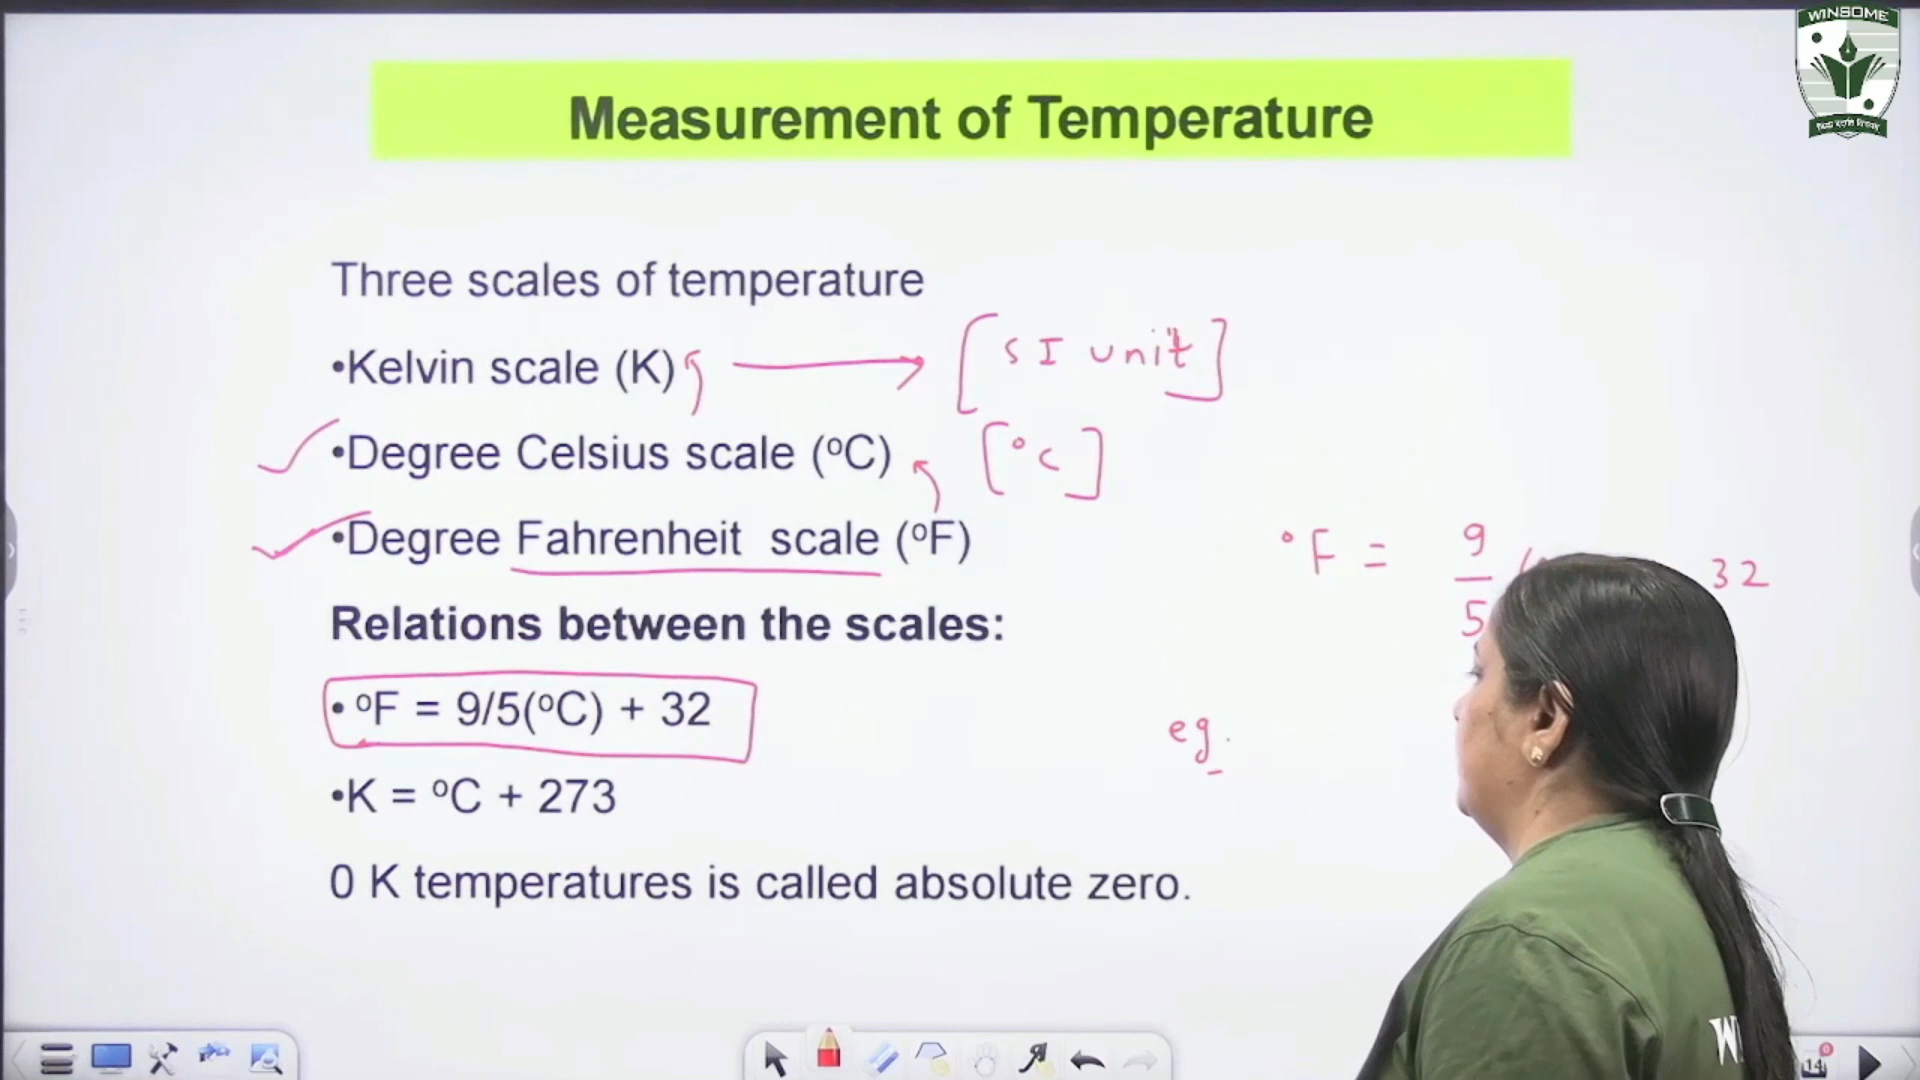 WINSOME
Measurement of Temperature
Three scales of temperature
•Kelvin scale (K)
[SI unit]
•Degree Celsius scale (ºC)
[°c]
•Degree Fahrenheit scale (ºF)
°F = 9/5 ( 32
Relations between the scales:
• ºF = 9/5(ºC) + 32
eg.
•K = ºC + 273
0 K temperatures is called absolute zero.
W
14